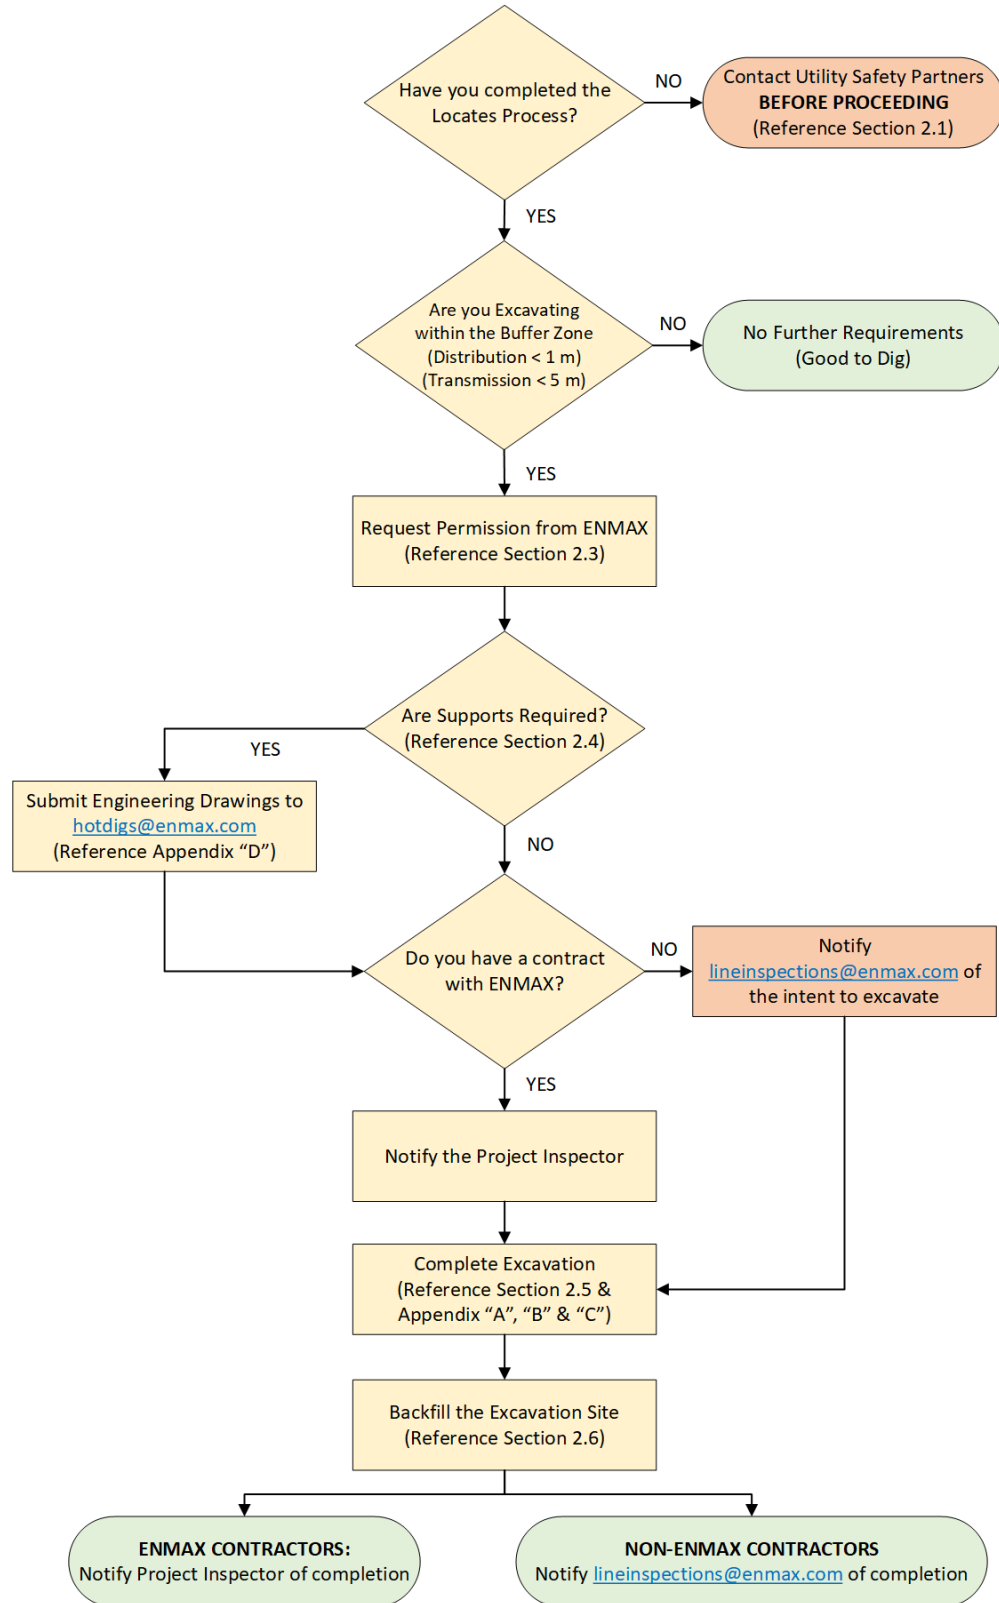 Have you completed the
Locates Process?
NO
Contact Utility Safety Partners
BEFORE PROCEEDING
(Reference Section 2.1)
YES
Are you Excavating
within the Buffer Zone
(Distribution < 1 m)
(Transmission < 5 m)
NO
No Further Requirements
(Good to Dig)
YES
Request Permission from ENMAX
(Reference Section 2.3)
Are Supports Required?
(Reference Section 2.4)
YES
Submit Engineering Drawings to
hotdigs@enmax.com
(Reference Appendix “D”)
NO
Do you have a contract
with ENMAX?
NO
Notify
lineinspections@enmax.com of
the intent to excavate
YES
Notify the Project Inspector
Complete Excavation
(Reference Section 2.5 &
Appendix “A”, “B” & “C”)
Backfill the Excavation Site
(Reference Section 2.6)
ENMAX CONTRACTORS:
Notify Project Inspector of completion
NON-ENMAX CONTRACTORS
Notify lineinspections@enmax.com of completion